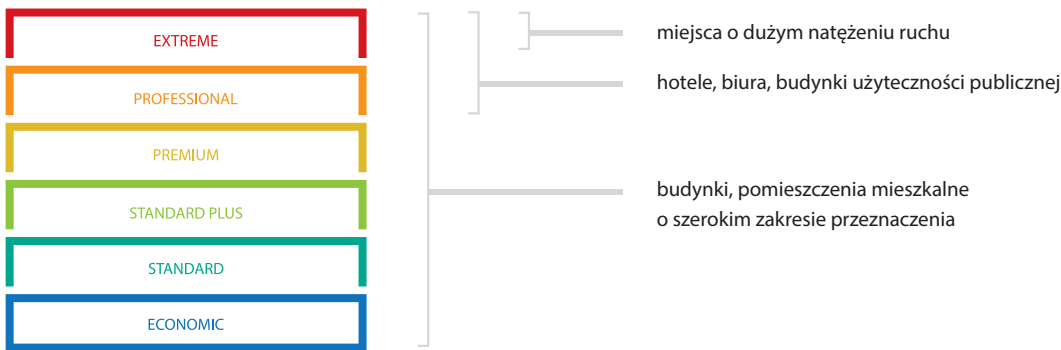 EXTREME
PROFESSIONAL
PREMIUM
STANDARD PLUS
STANDARD
ECONOMIC
miejsca o dużym natężeniu ruchu
hotele, biura, budynki użyteczności publicznej
budynki, pomieszczenia mieszkalne
o szerokim zakresie przeznaczenia